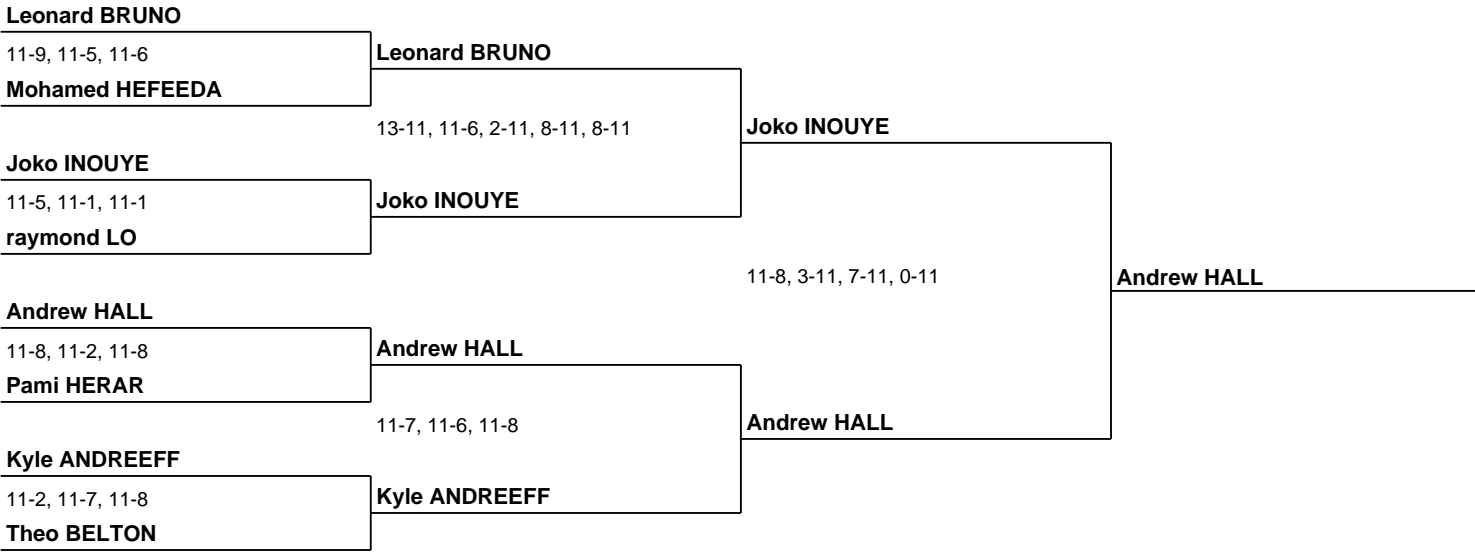 Leonard BRUNO
11-9, 11-5, 11-6
Mohamed HEFEEDA
Joko INOUYE
11-5, 11-1, 11-1
raymond LO
Andrew HALL
11-8, 11-2, 11-8
Pami HERAR
Kyle ANDREEFF
11-2, 11-7, 11-8
Theo BELTON
Leonard BRUNO
13-11, 11-6, 2-11, 8-11, 8-11
Joko INOUYE
Andrew HALL
11-7, 11-6, 11-8
Kyle ANDREEFF
Joko INOUYE
11-8, 3-11, 7-11, 0-11
Andrew HALL
Andrew HALL